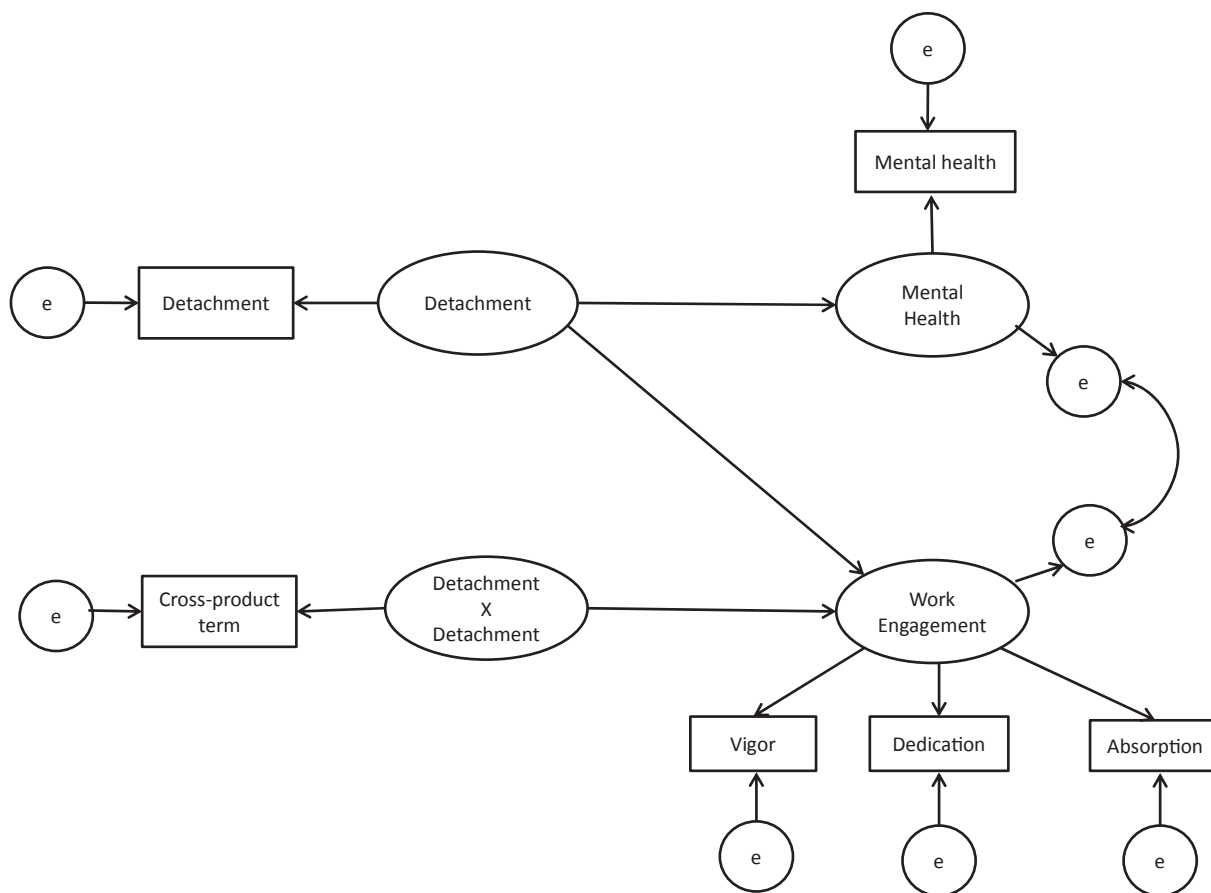 e
Mental health
e
Detachment
Detachment
Mental
Health
e
e
e
Cross-product
term
Detachment
X
Detachment
Work
Engagement
Vigor
Dedication
Absorption
e
e
e